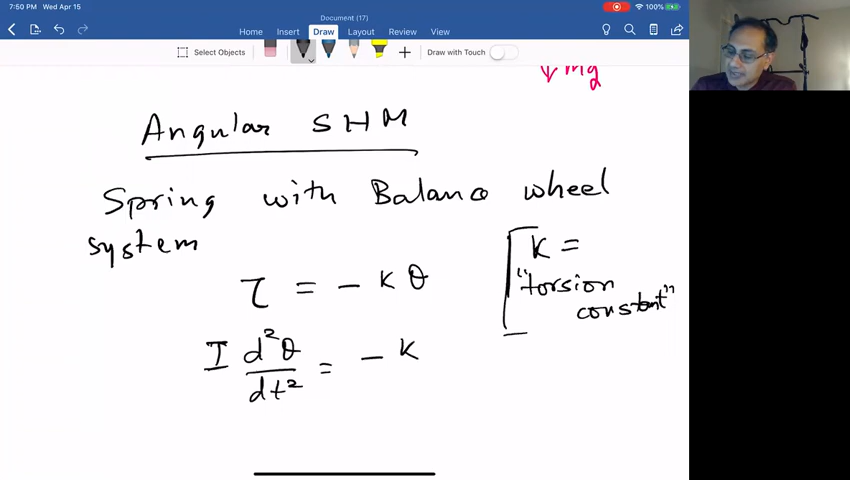 7:50 PM Wed Apr 15
100%
Document (17)
Home Insert Draw Layout Review View
Select Objects
Draw with Touch
mg
Angular SHM
Spring with Balance wheel
system
k =
"torsion
constant"
τ = - k θ
I d²θ/dt² = - k